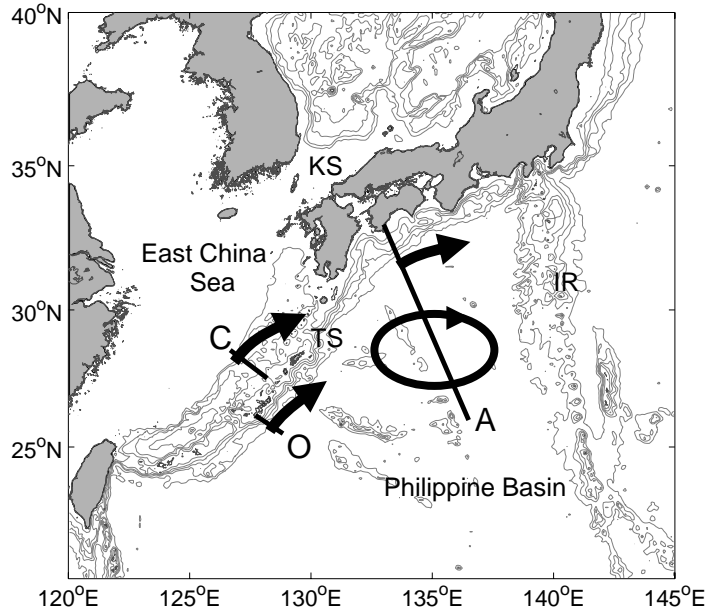 40°N
KS
35°N
East China
Sea
IR
30°N
C
TS
A
O
25°N
Philippine Basin
120°E 125°E 130°E 135°E 140°E 145°E